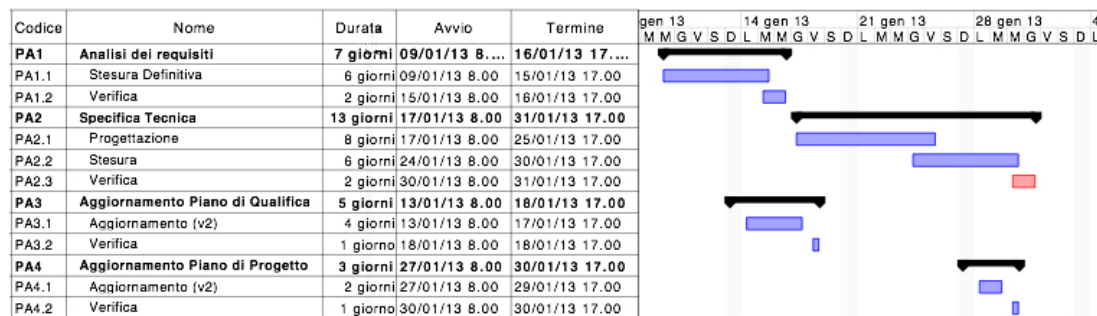 Codice Nome Durata Avvio Termine gen 13 14 gen 13 21 gen 13 28 gen 13 4
M M G V S D L M M G V S D L M M G V S D L M M G V S D L
PA1 Analisi dei requisiti 7 giorni 09/01/13 8.... 16/01/13 17....
PA1.1 Stesura Definitiva 6 giorni 09/01/13 8.00 15/01/13 17.00
PA1.2 Verifica 2 giorni 15/01/13 8.00 16/01/13 17.00
PA2 Specifica Tecnica 13 giorni 17/01/13 8.00 31/01/13 17.00
PA2.1 Progettazione 8 giorni 17/01/13 8.00 25/01/13 17.00
PA2.2 Stesura 6 giorni 24/01/13 8.00 30/01/13 17.00
PA2.3 Verifica 2 giorni 30/01/13 8.00 31/01/13 17.00
PA3 Aggiornamento Piano di Qualifica 5 giorni 13/01/13 8.00 18/01/13 17.00
PA3.1 Aggiornamento (v2) 4 giorni 13/01/13 8.00 17/01/13 17.00
PA3.2 Verifica 1 giorno 18/01/13 8.00 18/01/13 17.00
PA4 Aggiornamento Piano di Progetto 3 giorni 27/01/13 8.00 30/01/13 17.00
PA4.1 Aggiornamento (v2) 2 giorni 27/01/13 8.00 29/01/13 17.00
PA4.2 Verifica 1 giorno 30/01/13 8.00 30/01/13 17.00